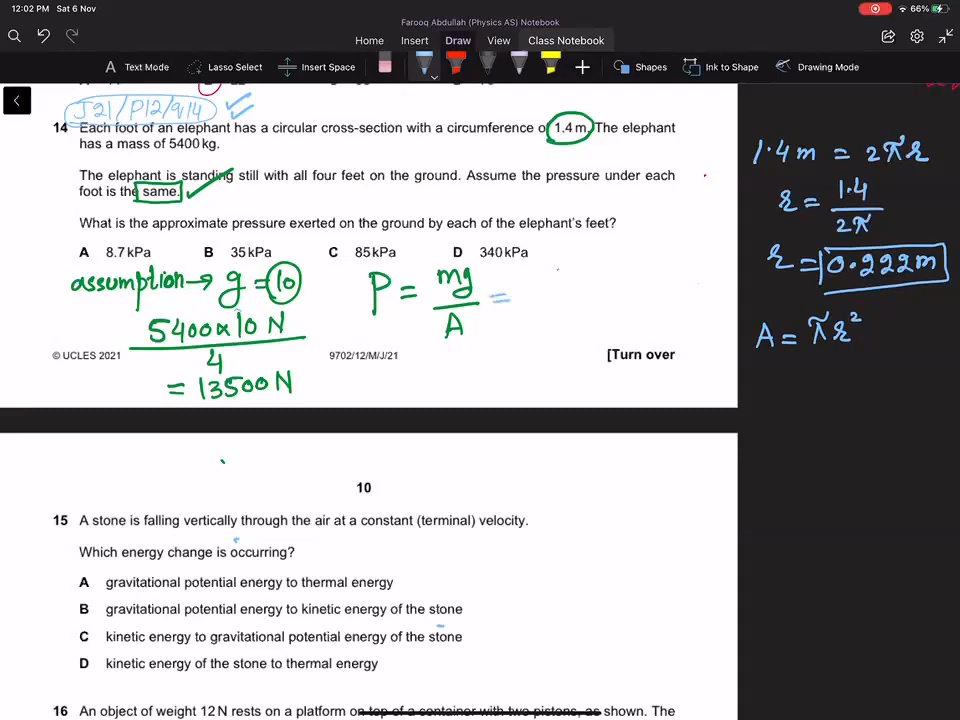 12:02 PM Sat 6 Nov
66%
Farooq Abdullah (Physics AS) Notebook
Home Insert Draw View Class Notebook
Text Mode Lasso Select Insert Space Shapes Ink to Shape Drawing Mode
J21/P12/q14
14 Each foot of an elephant has a circular cross-section with a circumference of 1.4 m. The elephant
has a mass of 5400 kg.
The elephant is standing still with all four feet on the ground. Assume the pressure under each
foot is the same.
What is the approximate pressure exerted on the ground by each of the elephant's feet?
A 8.7 kPa B 35 kPa C 85 kPa D 340 kPa
assumption → g = 10
5400 × 10 N
4
= 13500 N
P = mg / A =
1.4 m = 2πr
r = 1.4 / 2π
r = 0.222 m
A = πr²
© UCLES 2021 9702/12/M/J/21 [Turn over
10
15 A stone is falling vertically through the air at a constant (terminal) velocity.
Which energy change is occurring?
A gravitational potential energy to thermal energy
B gravitational potential energy to kinetic energy of the stone
C kinetic energy to gravitational potential energy of the stone
D kinetic energy of the stone to thermal energy
16 An object of weight 12 N rests on a platform on top of a container with two pistons, as shown. The